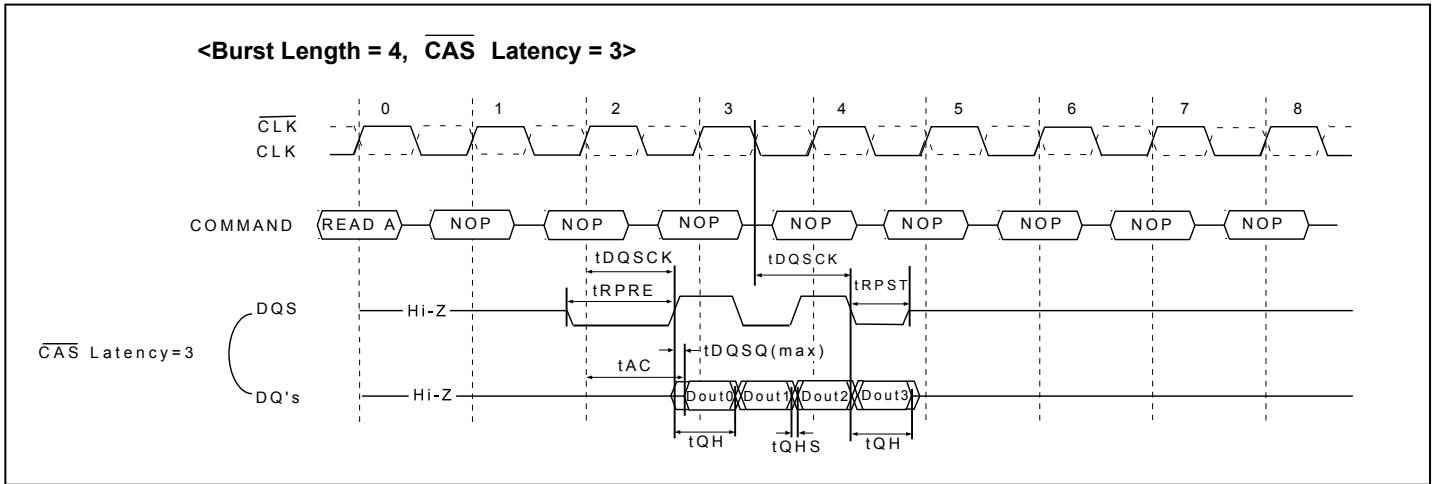 <Burst Length = 4, CAS Latency = 3>
0 1 2 3 4 5 6 7 8
CLK
CLK
COMMAND READ A NOP NOP NOP NOP NOP NOP NOP NOP
tDQSCK tDQSCK
tRPRE tRPST
DQS Hi-Z
CAS Latency=3
tDQSQ(max)
tAC
DQ's Hi-Z Dout0 Dout1 Dout2 Dout3
tQH tQHS tQH